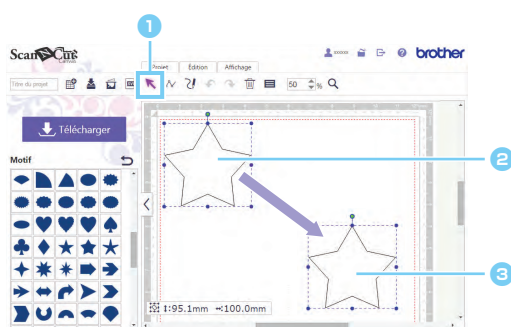 1
ScanNCut
Canvas
xoxoo
brother
Projet Édition Affichage
Titre du projet
50 %
Télécharger
Motif
2
3
↕:95.1mm ↔:100.0mm